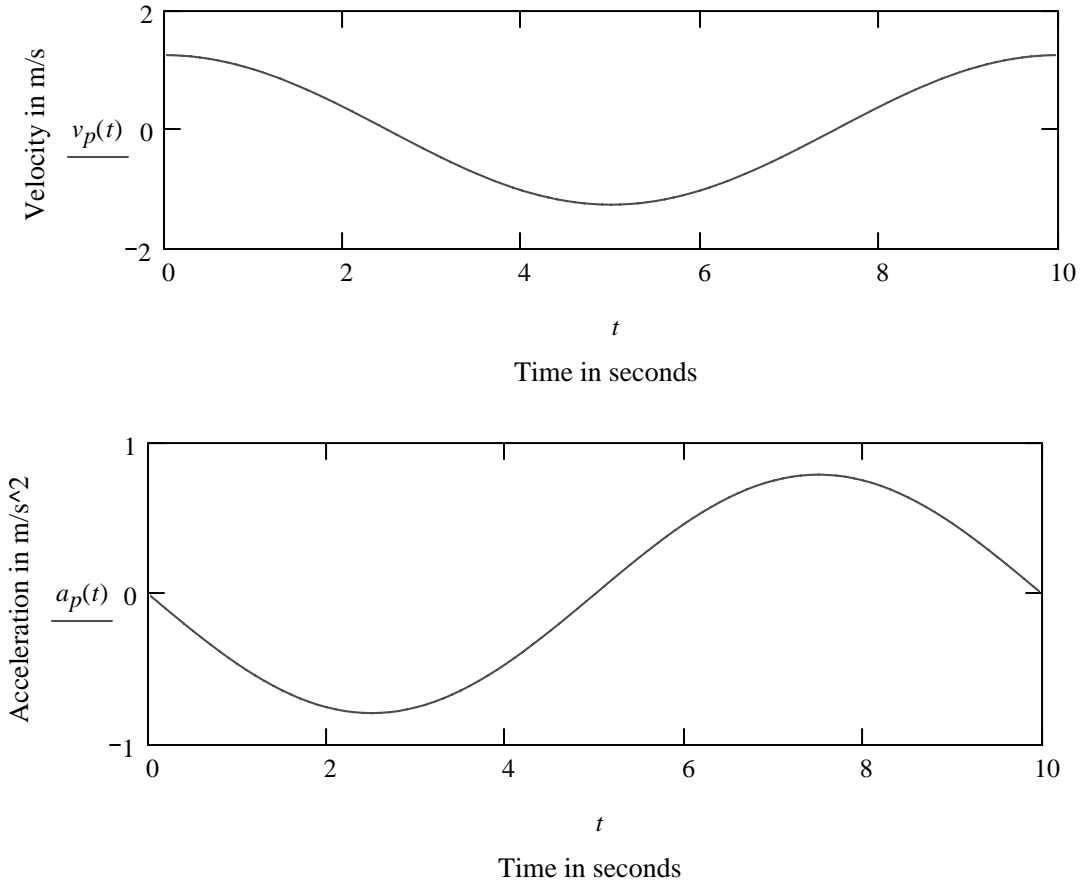 2
Velocity in m/s
v_p(t)
0
−2
0 2 4 6 8 10
t
Time in seconds
1
Acceleration in m/s^2
a_p(t)
0
−1
0 2 4 6 8 10
t
Time in seconds